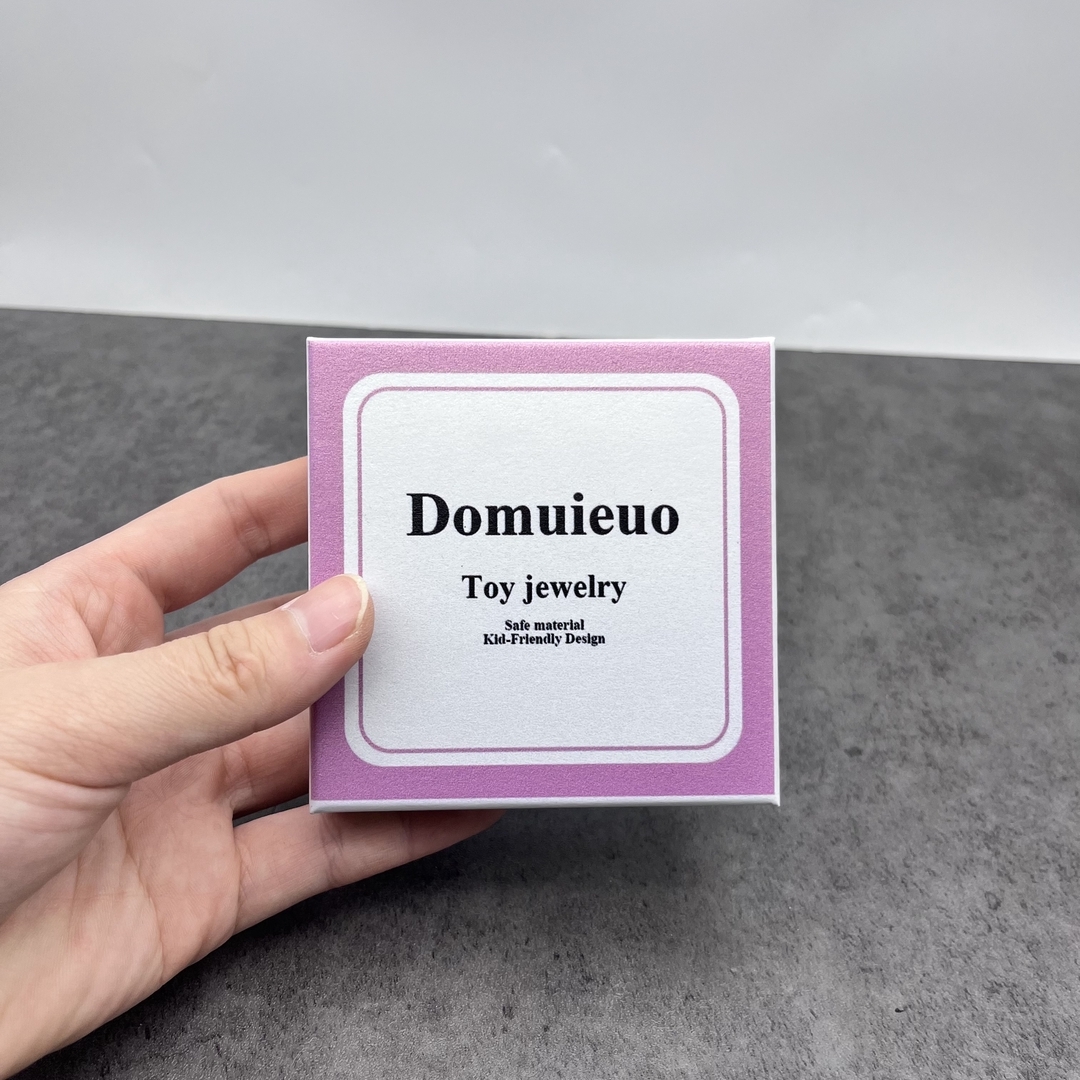 Domuieuo
Toy jewelry
Safe material
Kid-Friendly Design